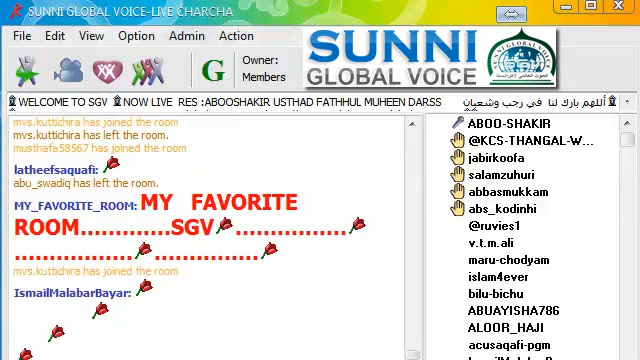 SUNNI GLOBAL VOICE-LIVE CHARCHA
File Edit View Option Admin Action
G
Owner:
Members
SUNNI
GLOBAL VOICE
WELCOME TO SGV NOW LIVE RES :ABOOSHAKIR USTHAD FATHHUL MUHEEN DARSS أللهم بارك لنا في رجب وشعبان
mvs.kuttichira has joined the room
mvs.kuttichira has left the room.
musthafa58567 has joined the room
latheefsaquafi:
abu_swadiq has left the room.
MY_FAVORITE_ROOM: MY FAVORITE
ROOM.............SGV................
.................................
mvs.kuttichira has joined the room
IsmailMalabarBayar:
ABOO-SHAKIR
@KCS-THANGAL-W...
jabirkoofa
salamzuhuri
abbasmukkam
abs_kodinhi
@ruvies1
v.t.m.ali
maru-chodyam
islam4ever
bilu-bichu
ABUAYISHA786
ALOOR_HAJI
acusaqafi-pgm